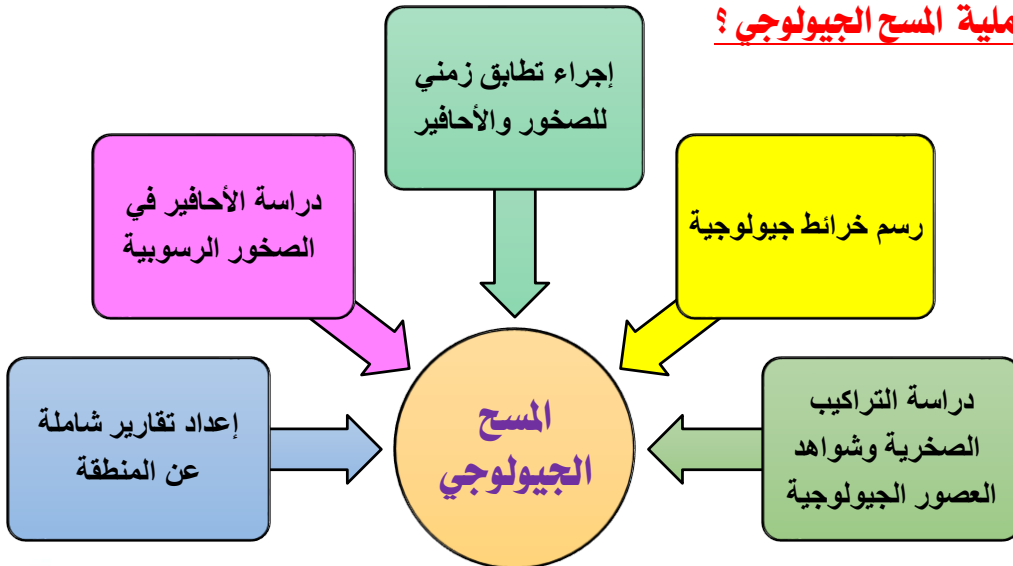 ملية المسح الجيولوجي ؟
إجراء تطابق زمني
للصخور والأحافير
رسم خرائط جيولوجية
دراسة الأحافير في
الصخور الرسوبية
دراسة التراكيب
الصخرية وشواهد
العصور الجيولوجية
المسح
الجيولوجي
إعداد تقارير شاملة
عن المنطقة